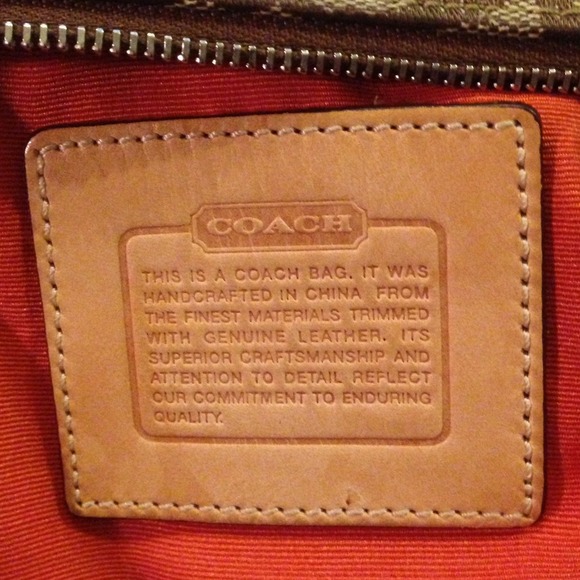 COACH
THIS IS A COACH BAG. IT WAS
HANDCRAFTED IN CHINA FROM
THE FINEST MATERIALS TRIMMED
WITH GENUINE LEATHER. ITS
SUPERIOR CRAFTSMANSHIP AND
ATTENTION TO DETAIL REFLECT
OUR COMMITMENT TO ENDURING
QUALITY.